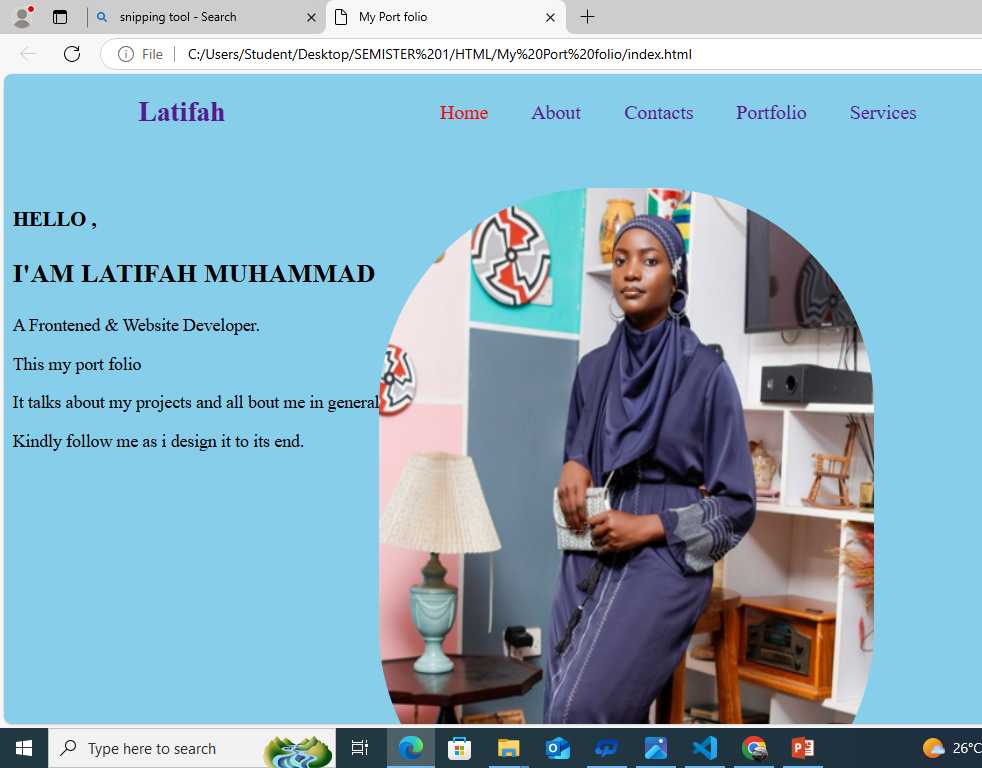 snipping tool - Search
My Port folio
File
C:/Users/Student/Desktop/SEMISTER%201/HTML/My%20Port%20folio/index.html
Latifah
Home About Contacts Portfolio Services
HELLO ,
I'AM LATIFAH MUHAMMAD
A Frontened & Website Developer.
This my port folio
It talks about my projects and all bout me in general
Kindly follow me as i design it to its end.
Type here to search
26°C